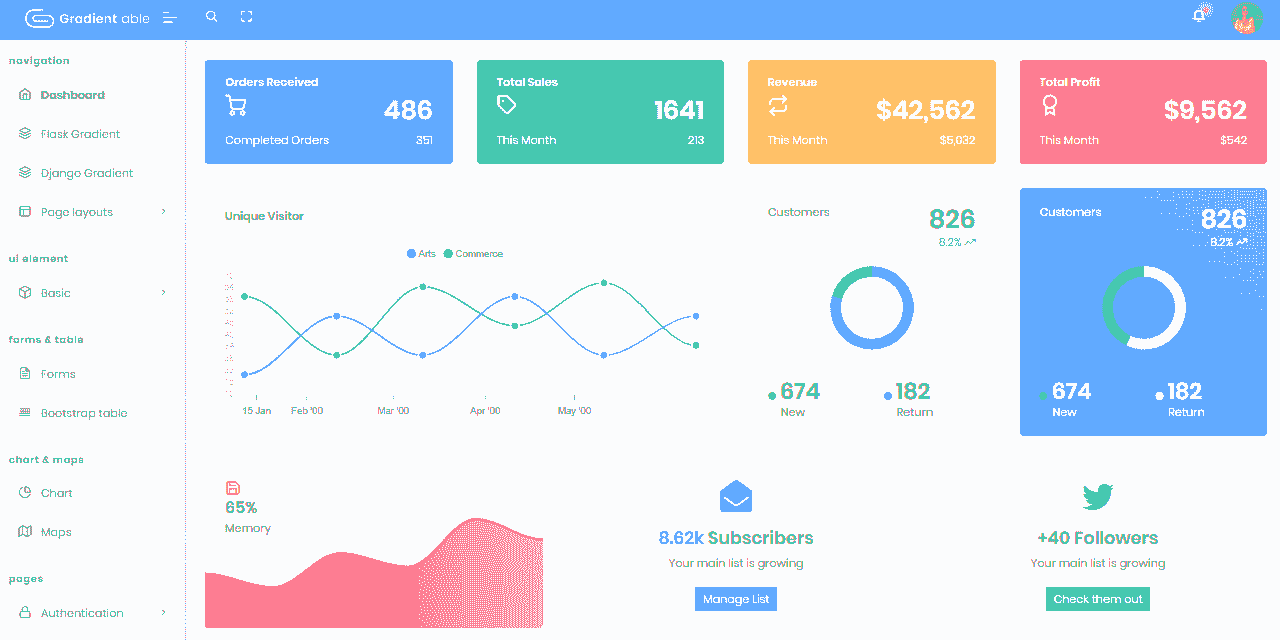 Gradient able
navigation
Dashboard
Flask Gradient
Django Gradient
Page layouts
ui element
Basic
forms & table
Forms
Bootstrap table
chart & maps
Chart
Maps
pages
Authentication
Orders Received
486
Completed Orders 351
Total Sales
1641
This Month 213
Revenue
$42,562
This Month $5,032
Total Profit
$9,562
This Month $542
Unique Visitor
Arts Commerce
15 Jan Feb '00 Mar '00 Apr '00 May '00
Customers 826
8.2%
674 182
New Return
Customers 826
8.2%
674 182
New Return
65%
Memory
8.62k Subscribers
Your main list is growing
Manage List
+40 Followers
Your main list is growing
Check them out